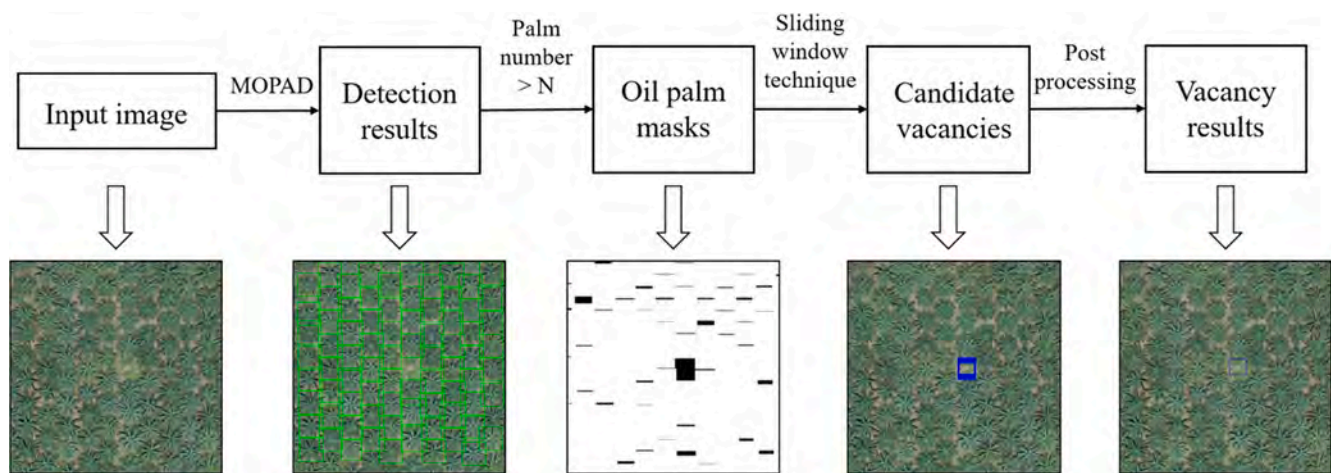 Input image
MOPAD
Detection
results
Palm
number
> N
Oil palm
masks
Sliding
window
technique
Candidate
vacancies
Post
processing
Vacancy
results